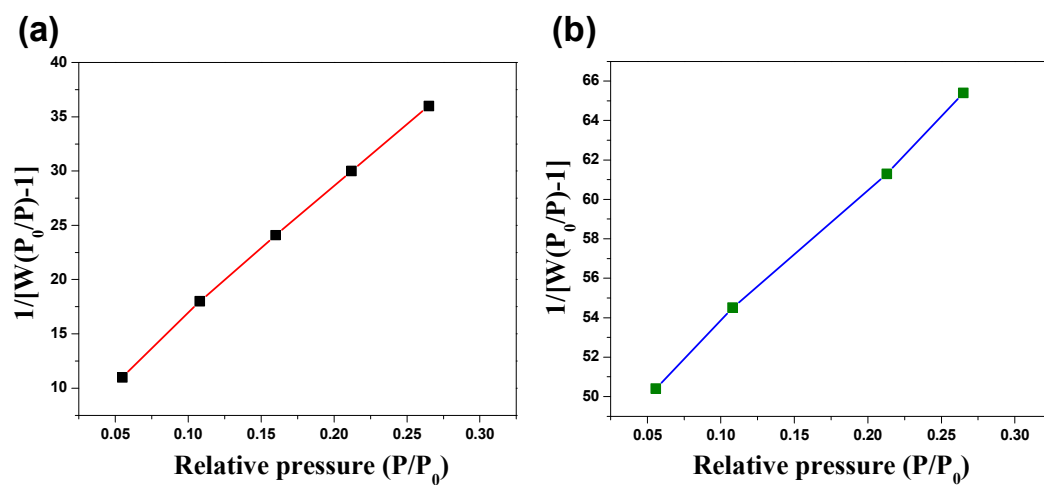 (a)
1/[W(P₀/P)-1]
40
35
30
25
20
15
10
0.05 0.10 0.15 0.20 0.25 0.30
Relative pressure (P/P₀)
(b)
1/[W(P₀/P)-1]
66
64
62
60
58
56
54
52
50
0.05 0.10 0.15 0.20 0.25 0.30
Relative pressure (P/P₀)